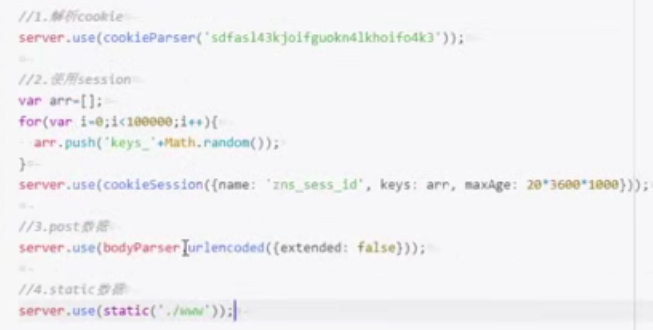 //1.解析cookie
server.use(cookieParser('sdfasl43kjoifguokn4lkhoifo4k3'));
//2.使用session
var arr=[];
for(var i=0;i<100000;i++){
arr.push('keys_'+Math.random());
}
server.use(cookieSession({name: 'zns_sess_id', keys: arr, maxAge: 20*3600*1000}));
//3.post数据
server.use(bodyParser.urlencoded({extended: false}));
//4.static数据
server.use(static('./www'));